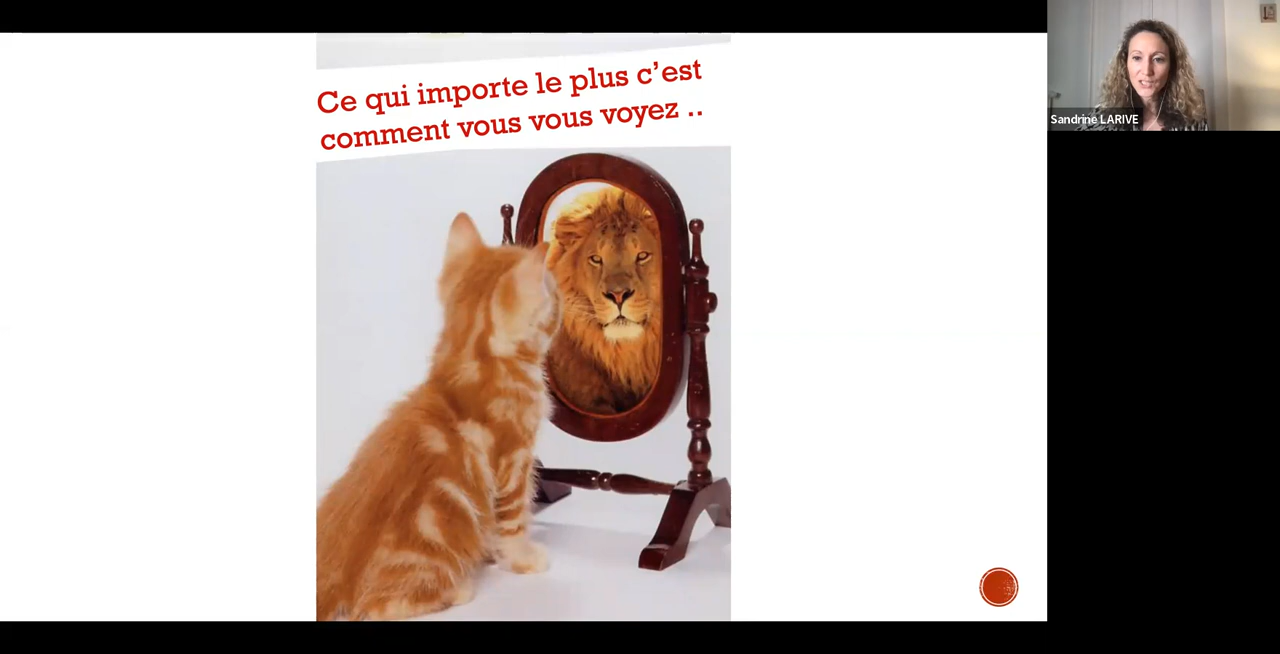 Ce qui importe le plus c'est
comment vous vous voyez ..
Sandrine LARIVE